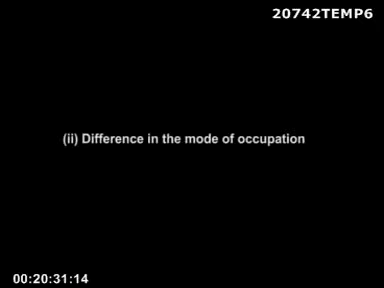 20742TEMP6
(ii) Difference in the mode of occupation
00:20:31:14